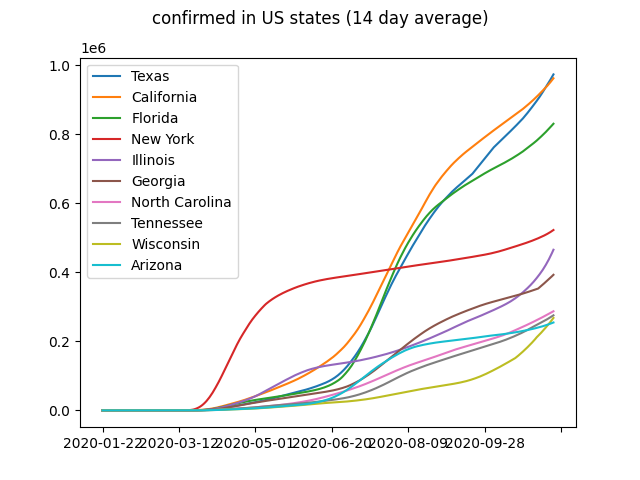 confirmed in US states (14 day average)
1e6
1.0
0.8
0.6
0.4
0.2
0.0
Texas
California
Florida
New York
Illinois
Georgia
North Carolina
Tennessee
Wisconsin
Arizona
2020-01-22 2020-03-12 2020-05-01 2020-06-20 2020-08-09 2020-09-28